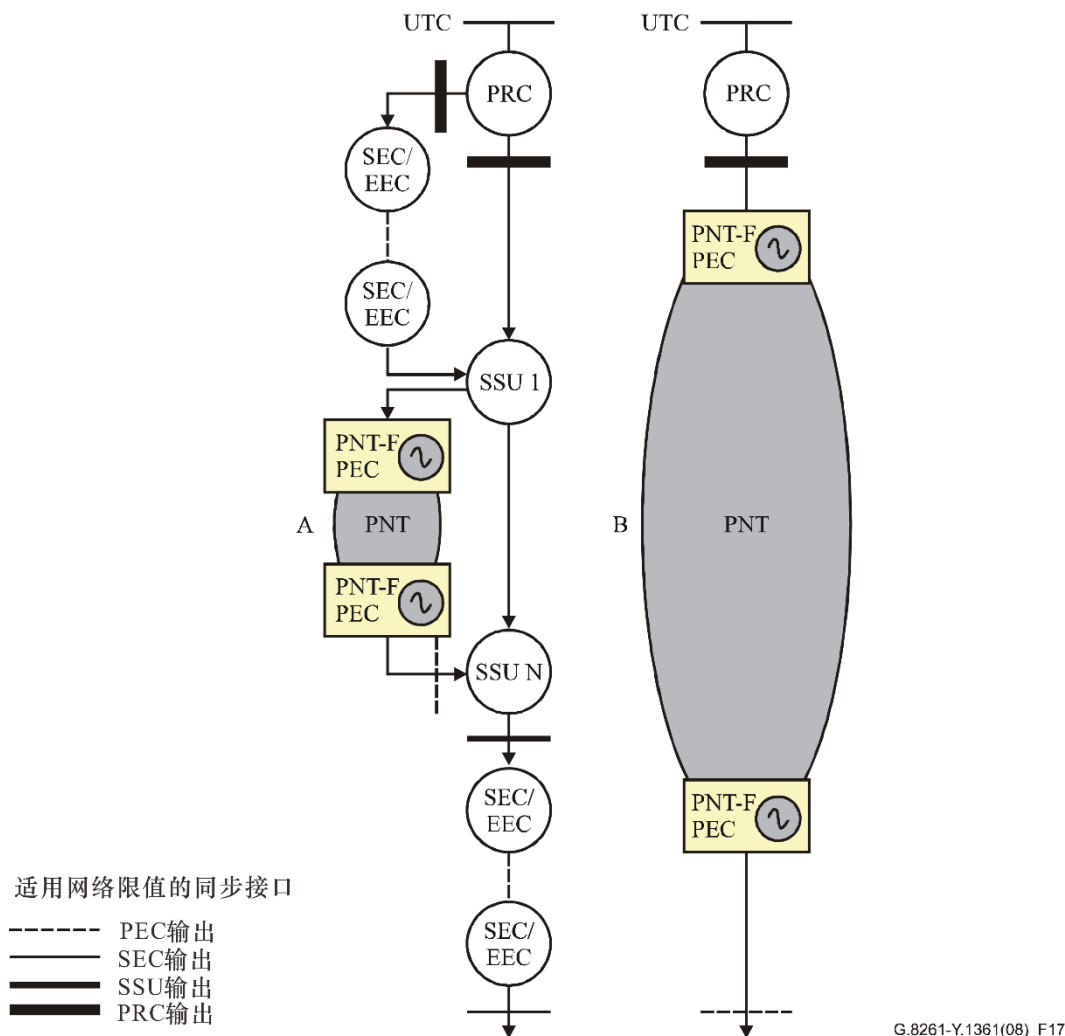 UTC
PRC
SEC/
EEC
SEC/
EEC
SSU 1
PNT-F
PEC
A
PNT
PNT-F
PEC
SSU N
SEC/
EEC
SEC/
EEC
UTC
PRC
PNT-F
PEC
B
PNT
PNT-F
PEC
适用网络限值的同步接口
PEC输出
SEC输出
SSU输出
PRC输出
G.8261-Y.1361(08)_F17